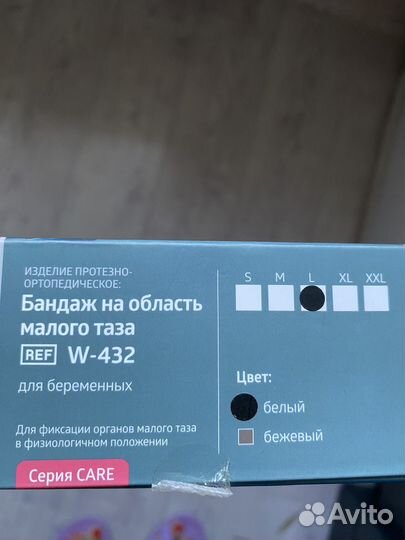 ИЗДЕЛИЕ ПРОТЕЗНО-
ОРТОПЕДИЧЕСКОЕ:
Бандаж на область
малого таза
REF W-432
для беременных
Для фиксации органов малого таза
в физиологичном положении
Серия CARE
S M L XL XXL
Цвет:
белый
бежевый
Avito